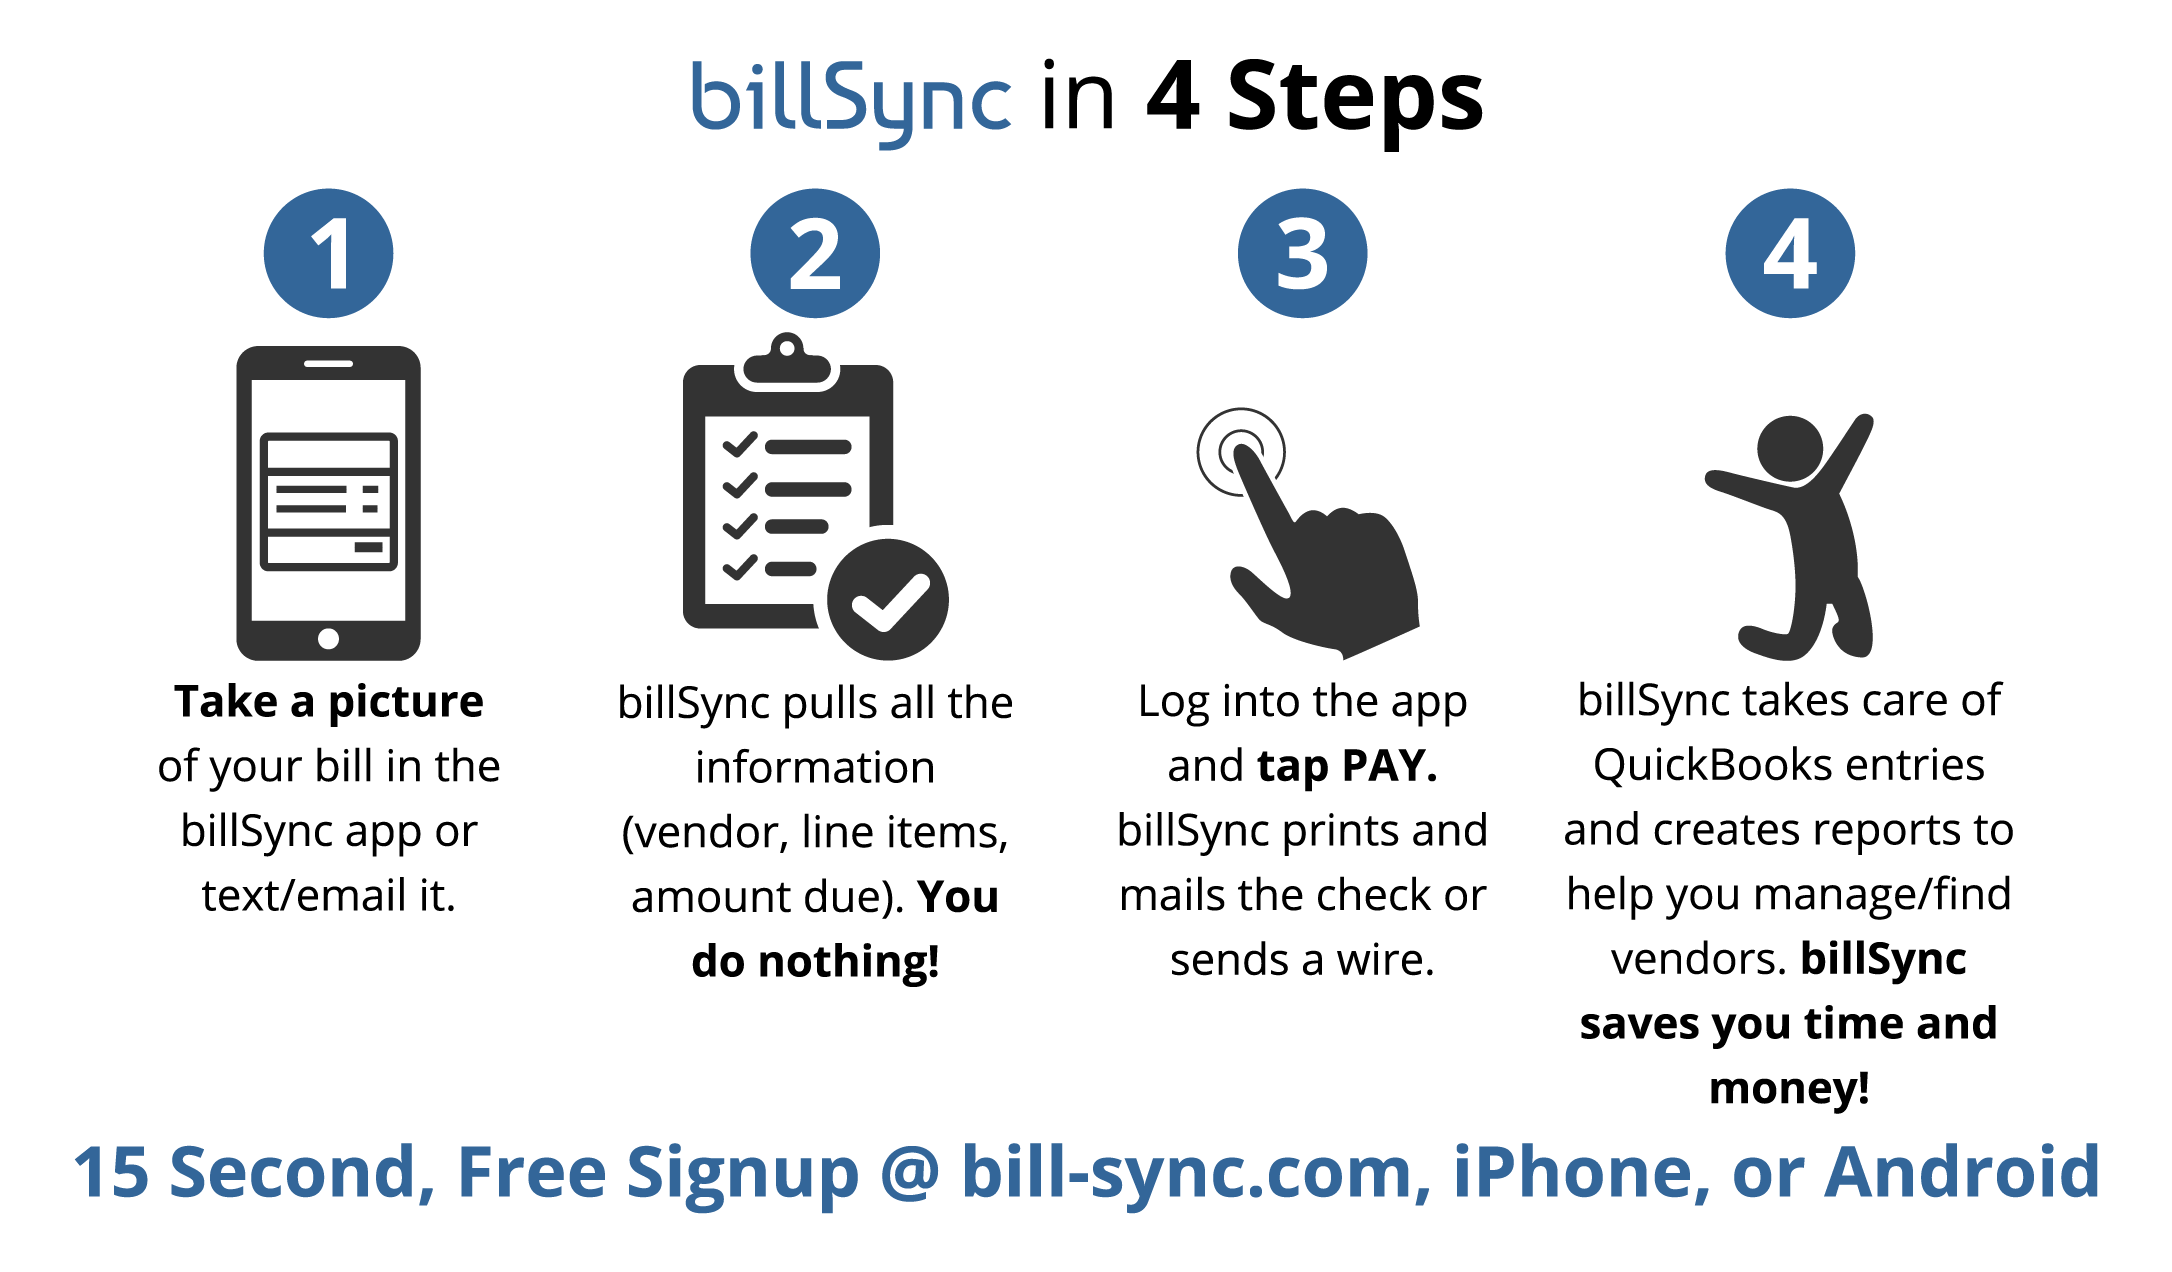 billSync in 4 Steps
1
2
3
4
Take a picture
of your bill in the
billSync app or
text/email it.
billSync pulls all the
information
(vendor, line items,
amount due). You
do nothing!
Log into the app
and tap PAY.
billSync prints and
mails the check or
sends a wire.
billSync takes care of
QuickBooks entries
and creates reports to
help you manage/find
vendors. billSync
saves you time and
money!
15 Second, Free Signup @ bill-sync.com, iPhone, or Android